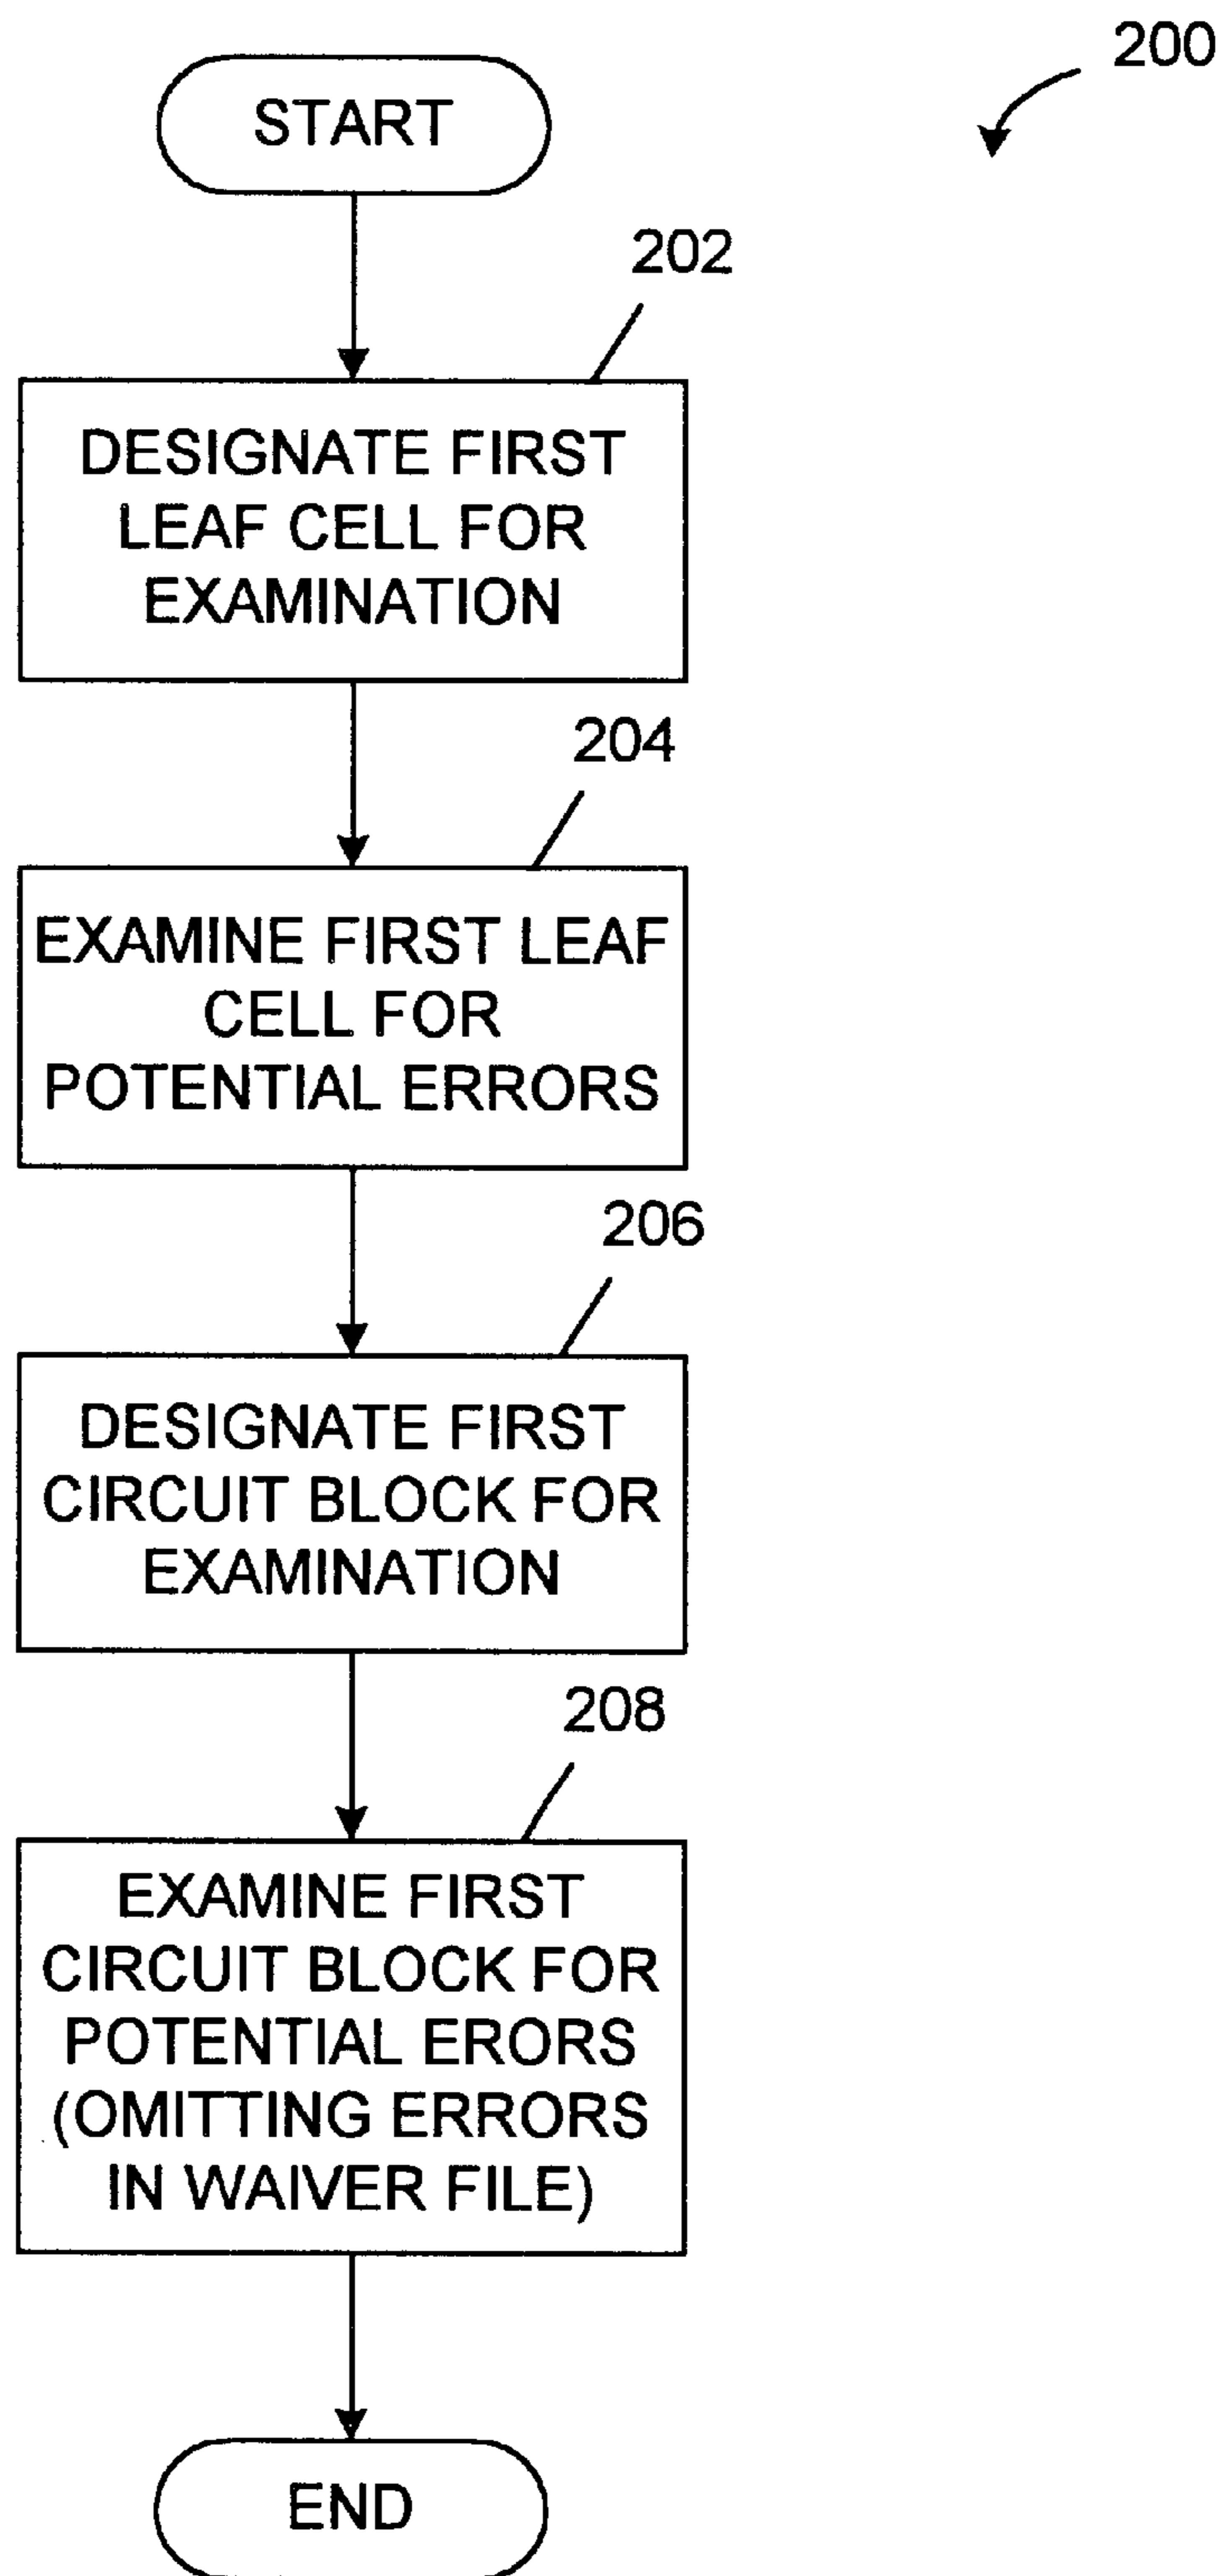 200
START
202
DESIGNATE FIRST
LEAF CELL FOR
EXAMINATION
204
EXAMINE FIRST LEAF
CELL FOR
POTENTIAL ERRORS
206
DESIGNATE FIRST
CIRCUIT BLOCK FOR
EXAMINATION
208
EXAMINE FIRST
CIRCUIT BLOCK FOR
POTENTIAL ERORS
(OMITTING ERRORS
IN WAIVER FILE)
END